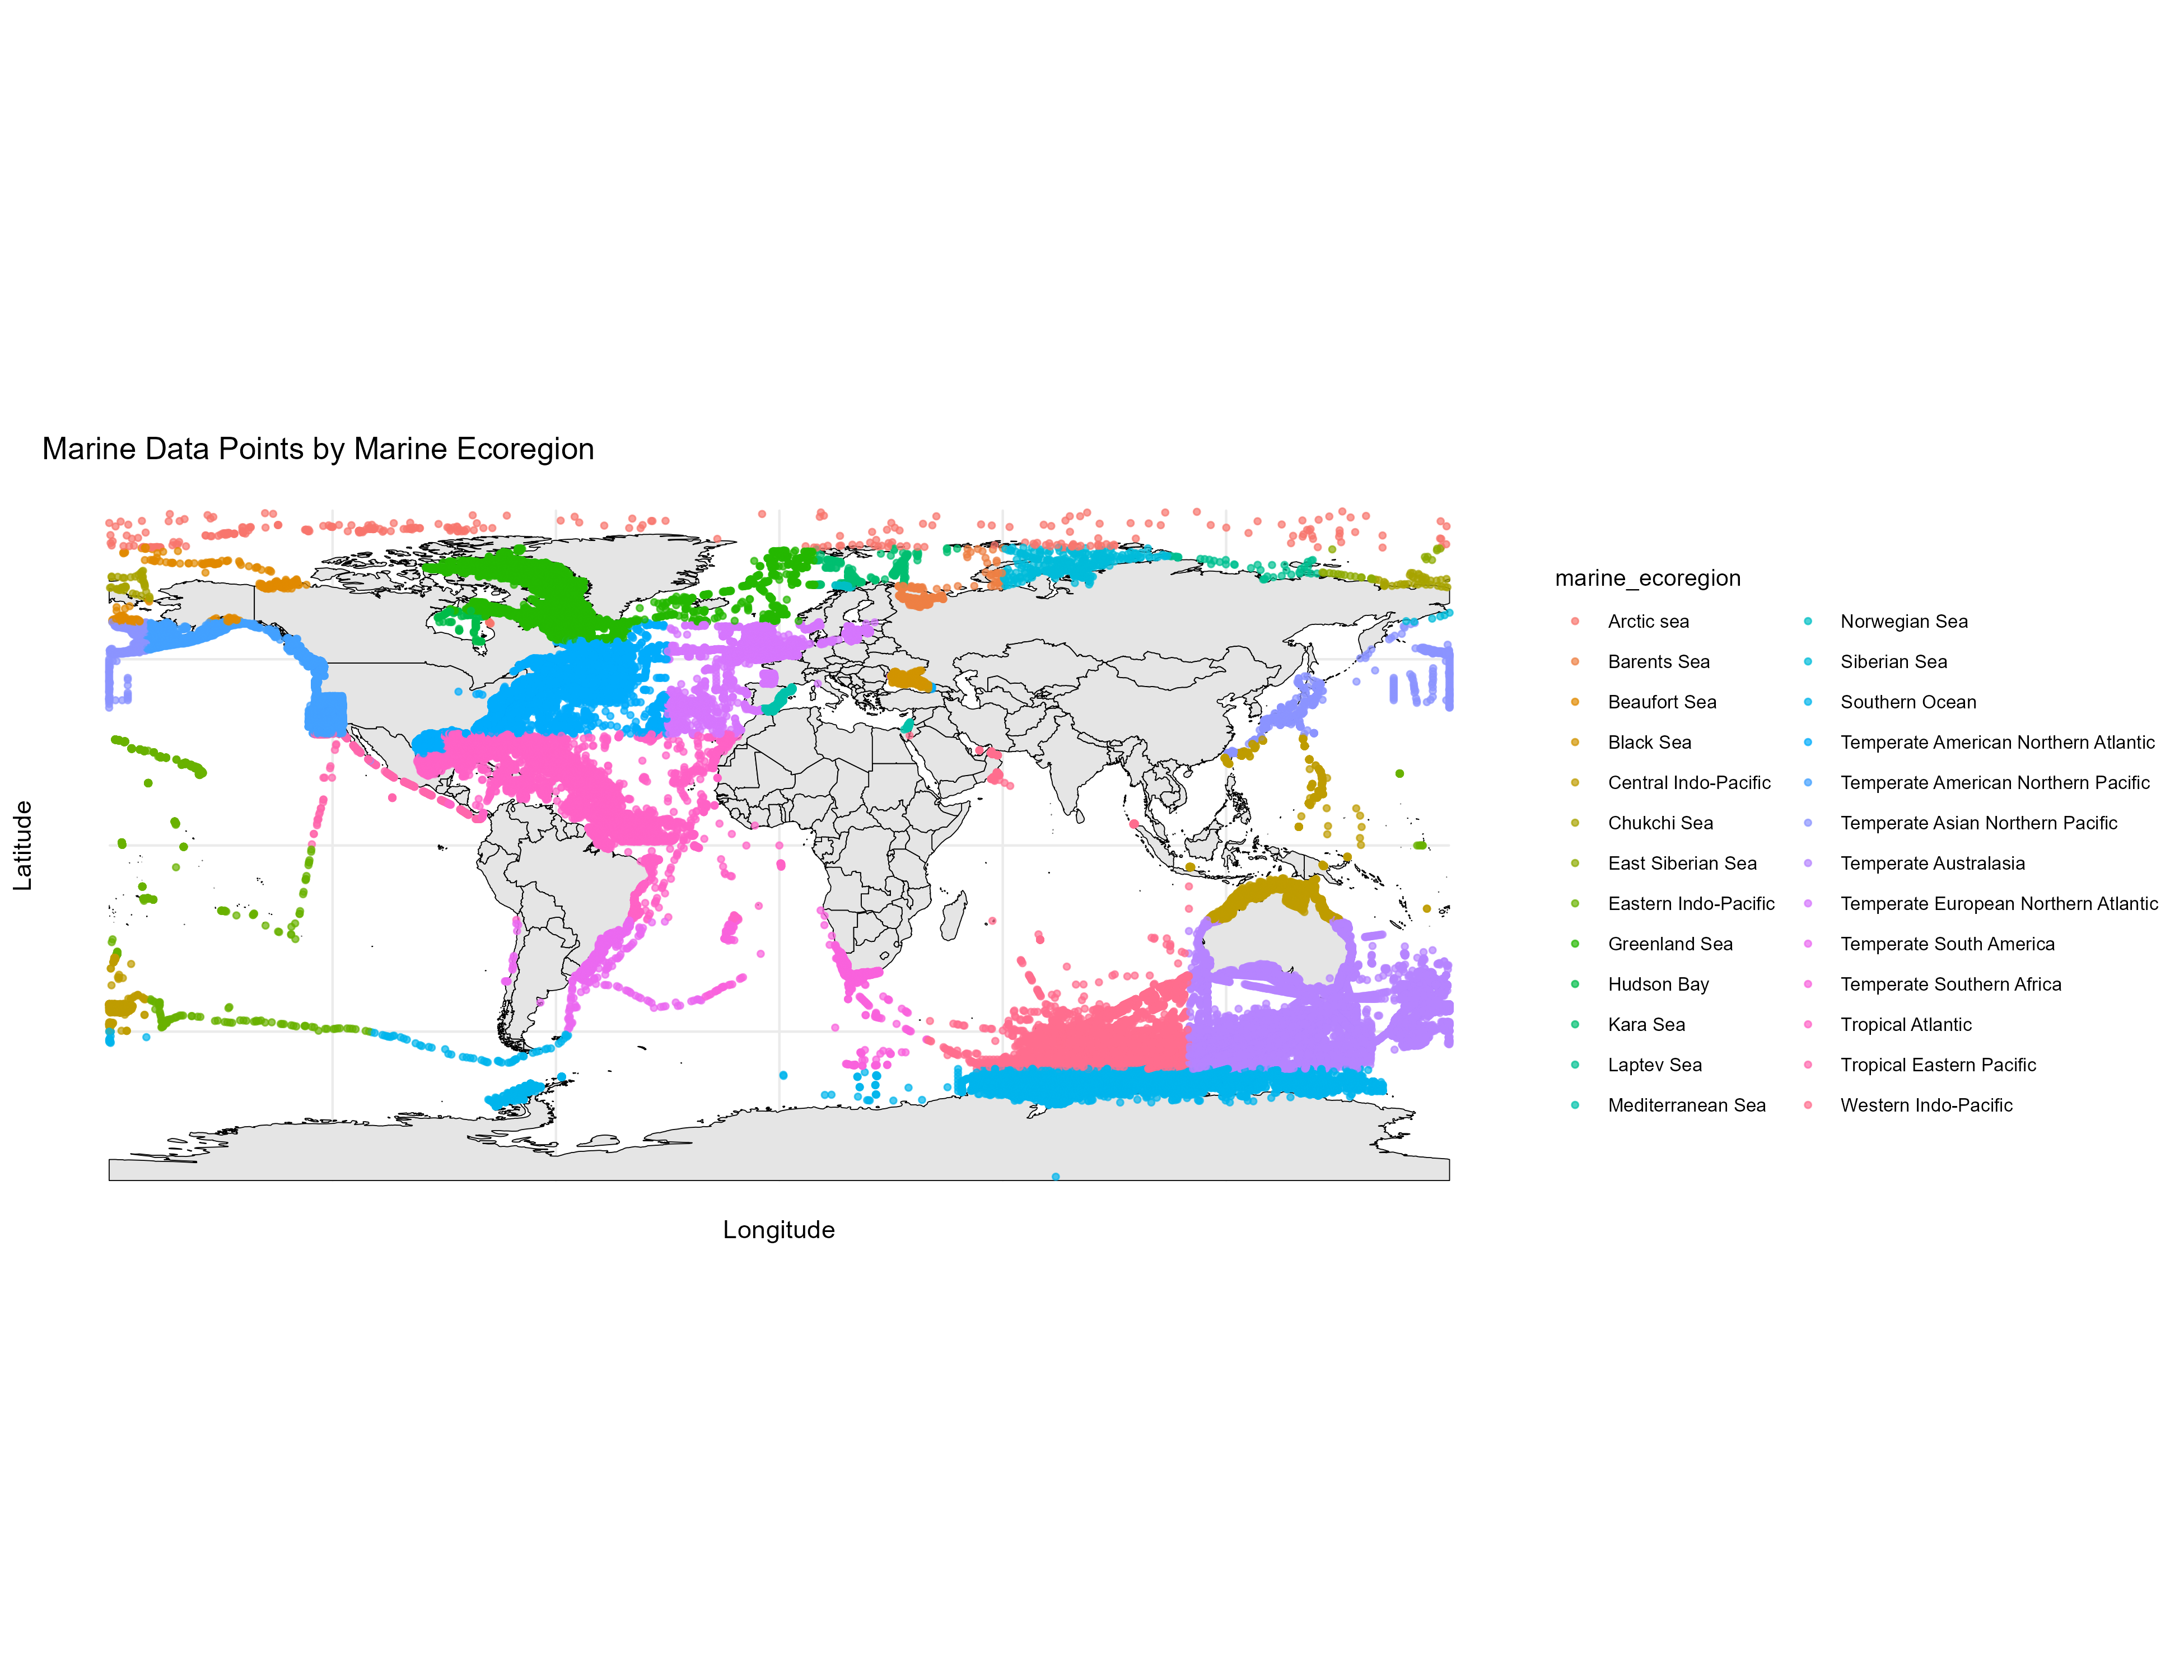 Marine Data Points by Marine Ecoregion
Latitude
Longitude
marine_ecoregion
Arctic sea
Barents Sea
Beaufort Sea
Black Sea
Central Indo-Pacific
Chukchi Sea
East Siberian Sea
Eastern Indo-Pacific
Greenland Sea
Hudson Bay
Kara Sea
Laptev Sea
Mediterranean Sea
Norwegian Sea
Siberian Sea
Southern Ocean
Temperate American Northern Atlantic
Temperate American Northern Pacific
Temperate Asian Northern Pacific
Temperate Australasia
Temperate European Northern Atlantic
Temperate South America
Temperate Southern Africa
Tropical Atlantic
Tropical Eastern Pacific
Western Indo-Pacific